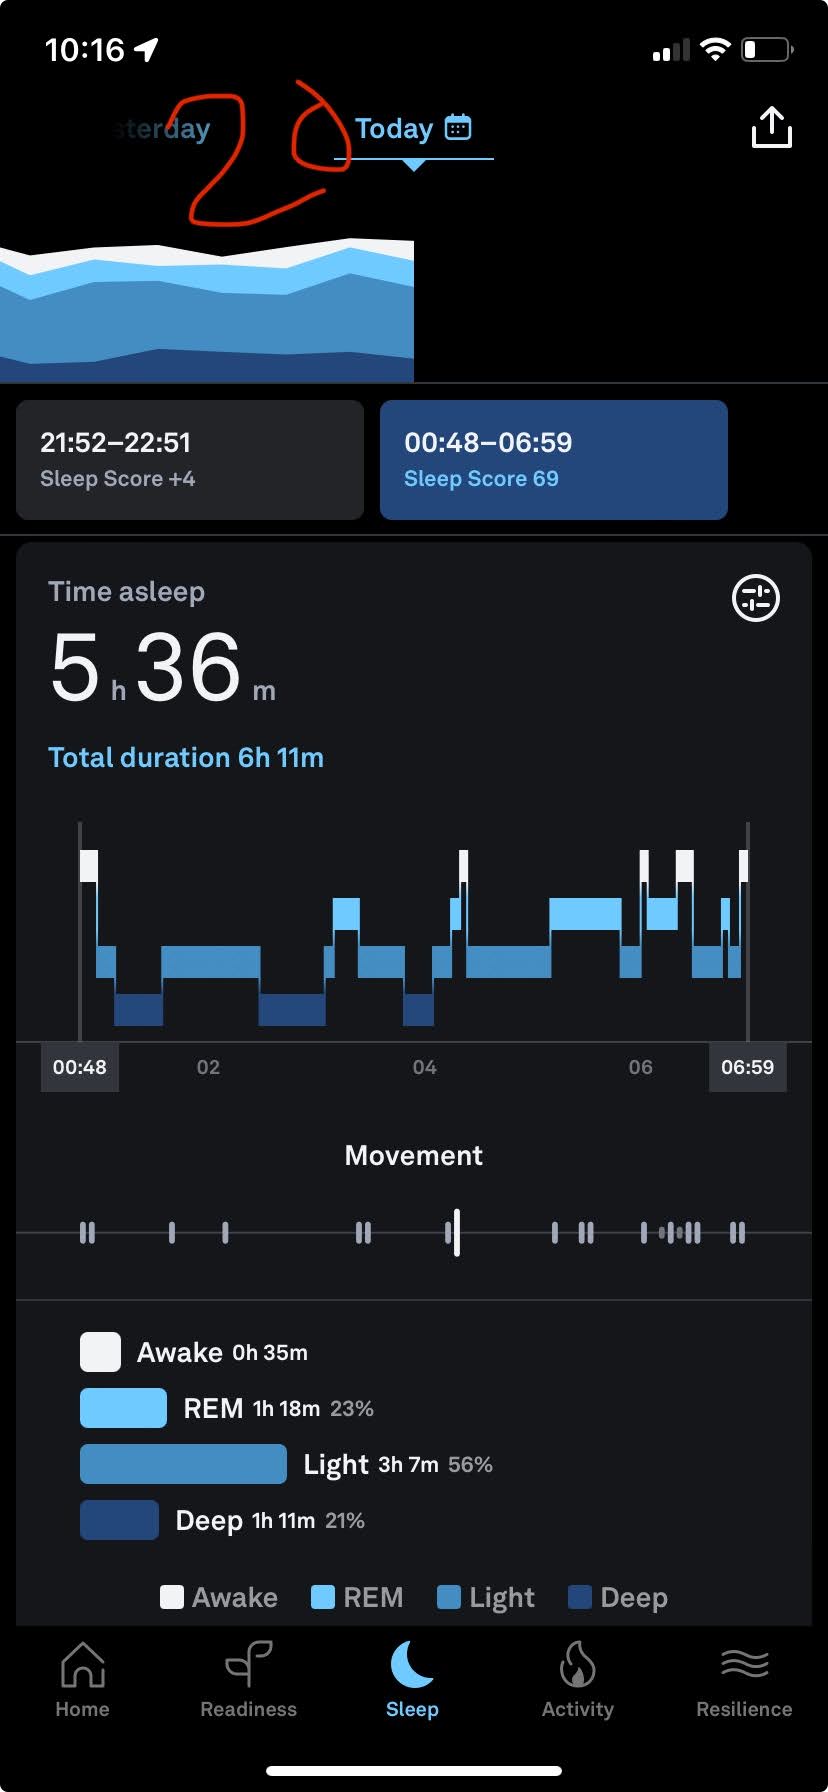 10:16
sterday
Today
20
21:52–22:51
Sleep Score +4
00:48–06:59
Sleep Score 69
Time asleep
5 h 36 m
Total duration 6h 11m
00:48 02 04 06 06:59
Movement
Awake 0h 35m
REM 1h 18m 23%
Light 3h 7m 56%
Deep 1h 11m 21%
Awake REM Light Deep
Home Readiness Sleep Activity Resilience